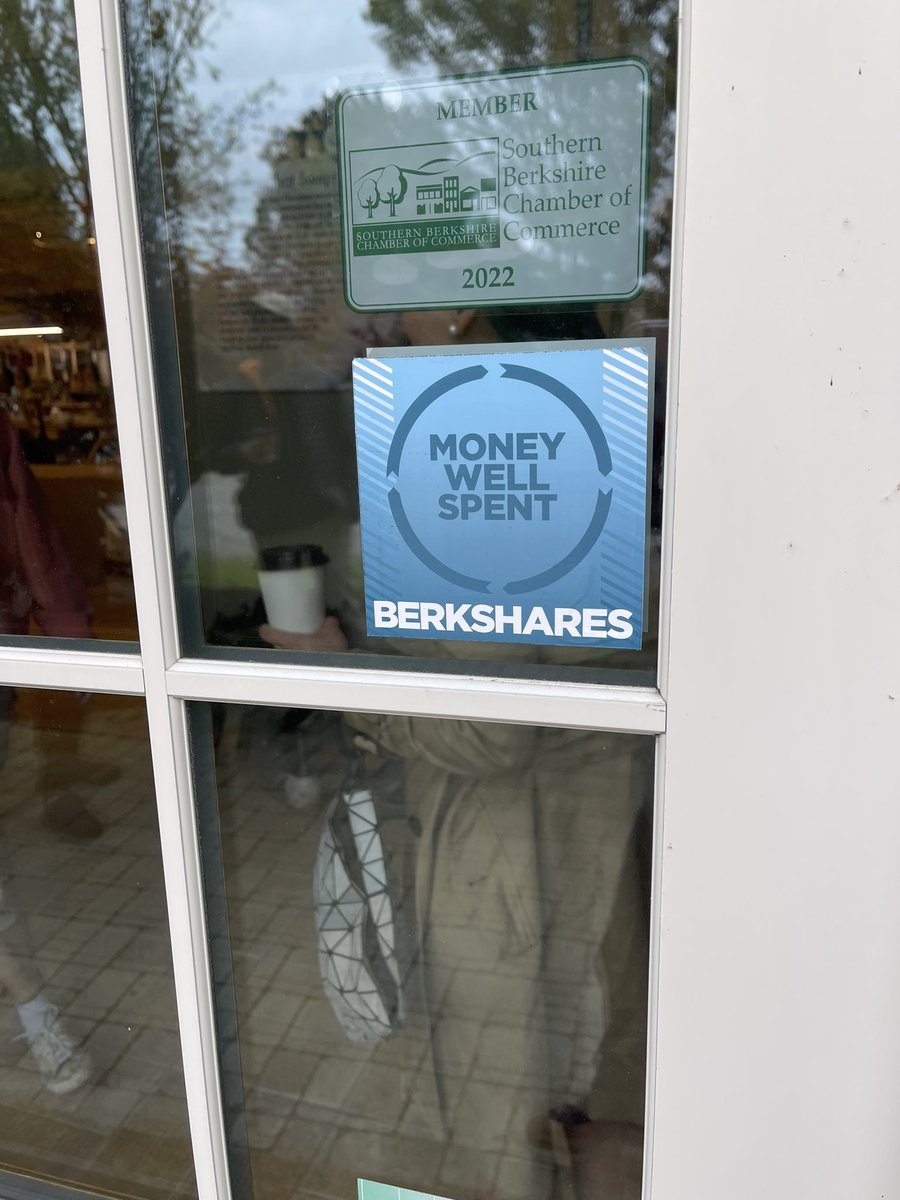 MEMBER
Southern
Berkshire
Chamber of
Commerce
SOUTHERN BERKSHIRE
CHAMBER OF COMMERCE
2022
MONEY
WELL
SPENT
BERKSHARES